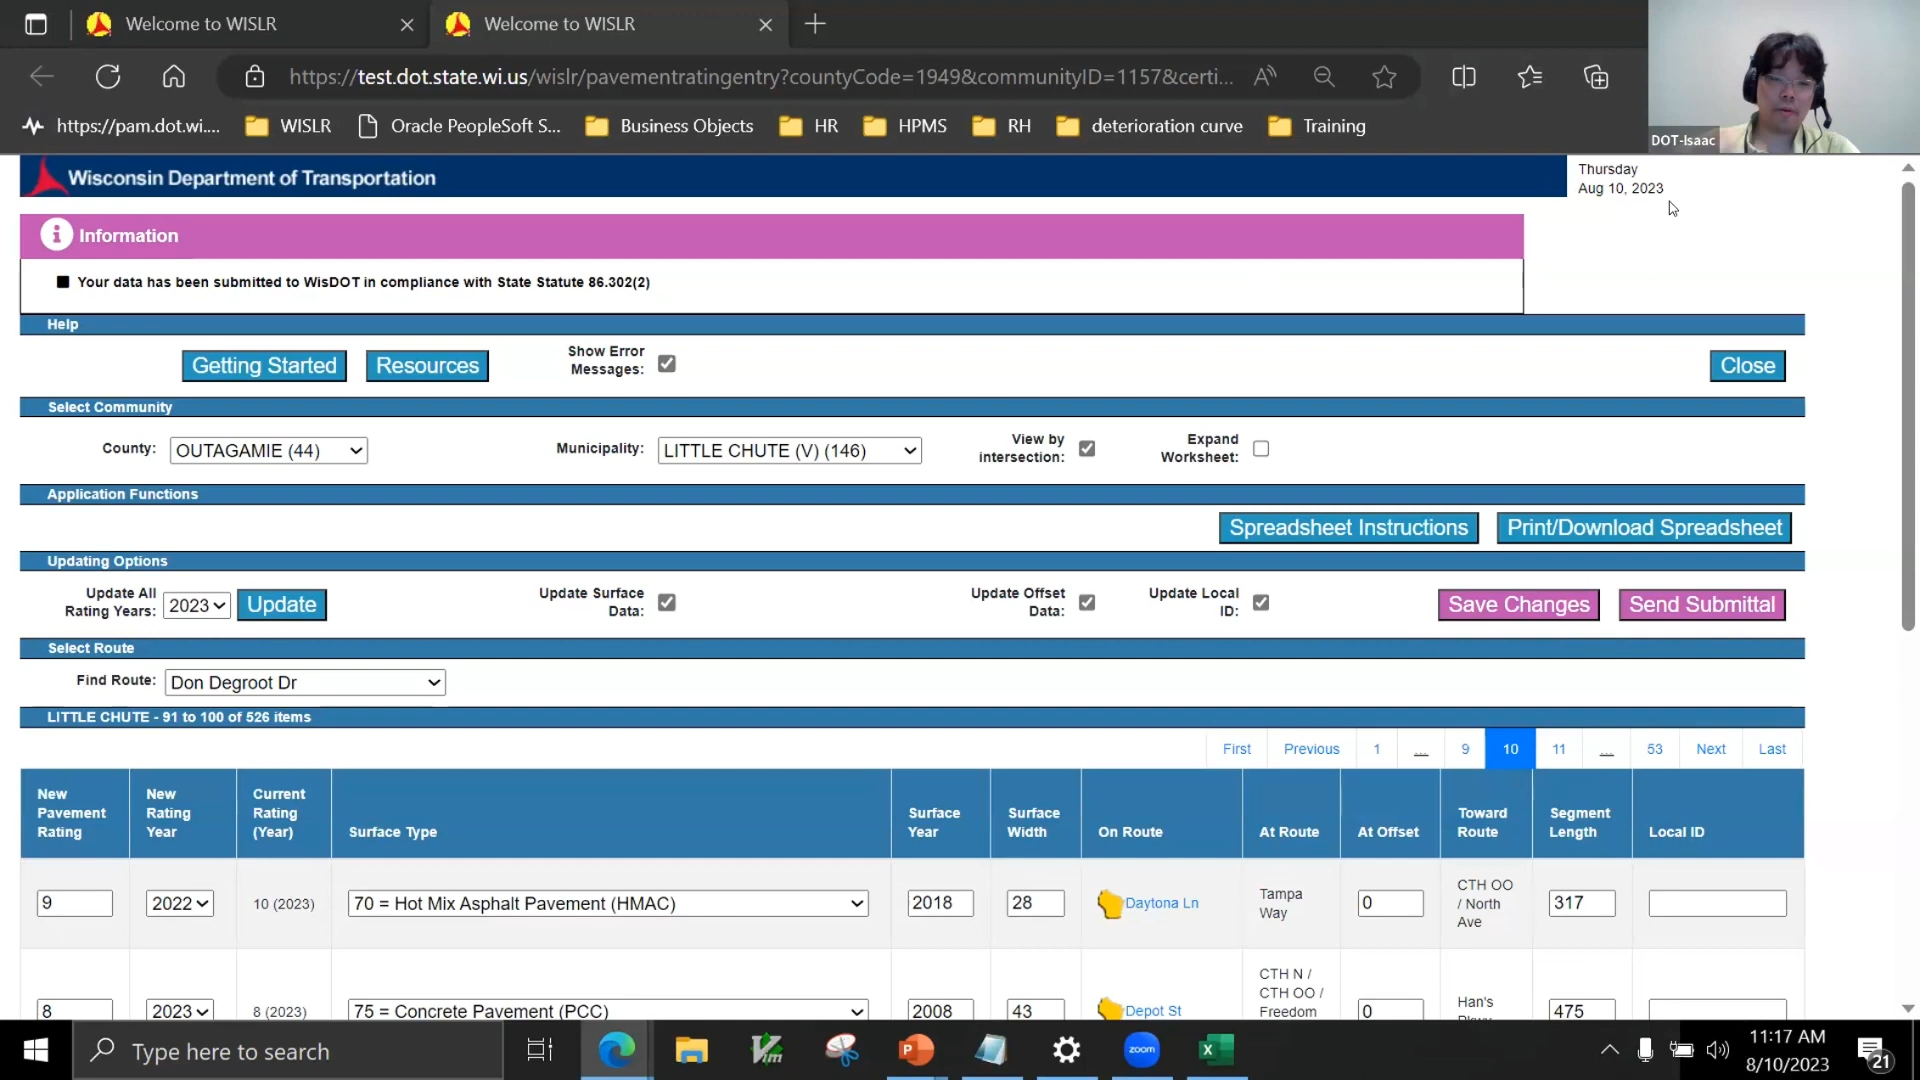 Welcome to WISLR
Welcome to WISLR
https://test.dot.state.wi.us/wislr/pavementratingentry?countyCode=1949&communityID=1157&certi...
https://pam.dot.wi....
WISLR
Oracle PeopleSoft S...
Business Objects
HR
HPMS
RH
deterioration curve
Training
DOT-Isaac
Wisconsin Department of Transportation
Thursday
Aug 10, 2023
Information
Your data has been submitted to WisDOT in compliance with State Statute 86.302(2)
Help
Getting Started
Resources
Show Error
Messages:
Close
Select Community
County:
OUTAGAMIE (44)
Municipality:
LITTLE CHUTE (V) (146)
View by
intersection:
Expand
Worksheet:
Application Functions
Spreadsheet Instructions
Print/Download Spreadsheet
Updating Options
Update All
Rating Years:
2023
Update
Update Surface
Data:
Update Offset
Data:
Update Local
ID:
Save Changes
Send Submittal
Select Route
Find Route:
Don Degroot Dr
LITTLE CHUTE - 91 to 100 of 526 items
First
Previous
1
...
9
10
11
...
53
Next
Last
New
Pavement
Rating
New
Rating
Year
Current
Rating
(Year)
Surface Type
Surface
Year
Surface
Width
On Route
At Route
At Offset
Toward
Route
Segment
Length
Local ID
9
2022
10 (2023)
70 = Hot Mix Asphalt Pavement (HMAC)
2018
28
Daytona Ln
Tampa
Way
0
CTH OO
/ North
Ave
317
8
2023
8 (2023)
75 = Concrete Pavement (PCC)
2008
43
Depot St
CTH N /
CTH OO /
Freedom
0
Han's
475
Type here to search
zoom
11:17 AM
8/10/2023
21